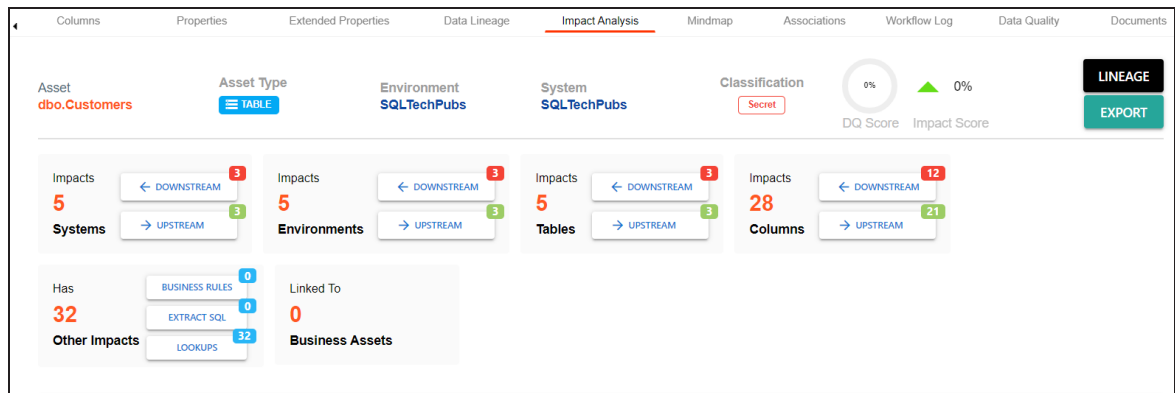 Columns Properties Extended Properties Data Lineage Impact Analysis Mindmap Associations Workflow Log Data Quality Documents
Asset Asset Type Environment System Classification
dbo.Customers TABLE SQLTechPubs SQLTechPubs Secret
0% 0%
DQ Score Impact Score
LINEAGE
EXPORT
Impacts
5
Systems
DOWNSTREAM 3
UPSTREAM 3
Impacts
5
Environments
DOWNSTREAM 3
UPSTREAM 3
Impacts
5
Tables
DOWNSTREAM 3
UPSTREAM 3
Impacts
28
Columns
DOWNSTREAM 12
UPSTREAM 21
Has
32
Other Impacts
BUSINESS RULES 0
EXTRACT SQL 0
LOOKUPS 32
Linked To
0
Business Assets